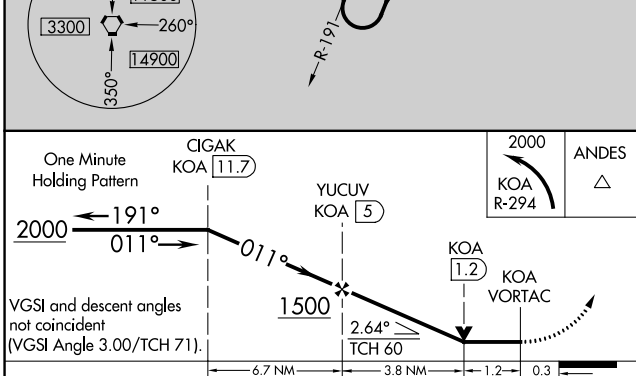 3300
260°
14900
350°
R-191
One Minute
Holding Pattern
CIGAK
KOA 11.7
YUCUV
KOA 5
2000
KOA
R-294
ANDES
2000
191°
011°
011°
1500
KOA
1.2
KOA
VORTAC
VGSI and descent angles
not coincident
(VGSI Angle 3.00/TCH 71).
2.64°
TCH 60
6.7 NM
3.8 NM
1.2
0.3